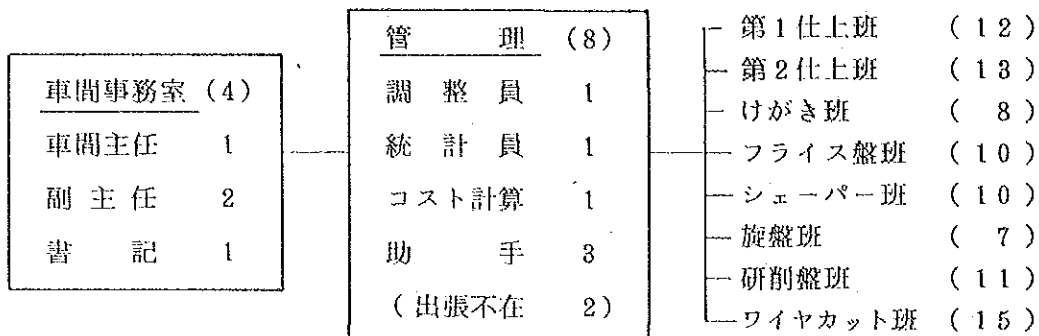 車間事務室 (4)
車間主任 1
副主任 2
書記 1
管理 (8)
調整員 1
統計員 1
コスト計算 1
助手 3
(出張不在 2)
第1仕上班 (12)
第2仕上班 (13)
けがき班 (8)
フライス盤班 (10)
シェーパー班 (10)
旋盤班 (7)
研削盤班 (11)
ワイヤカット班 (15)